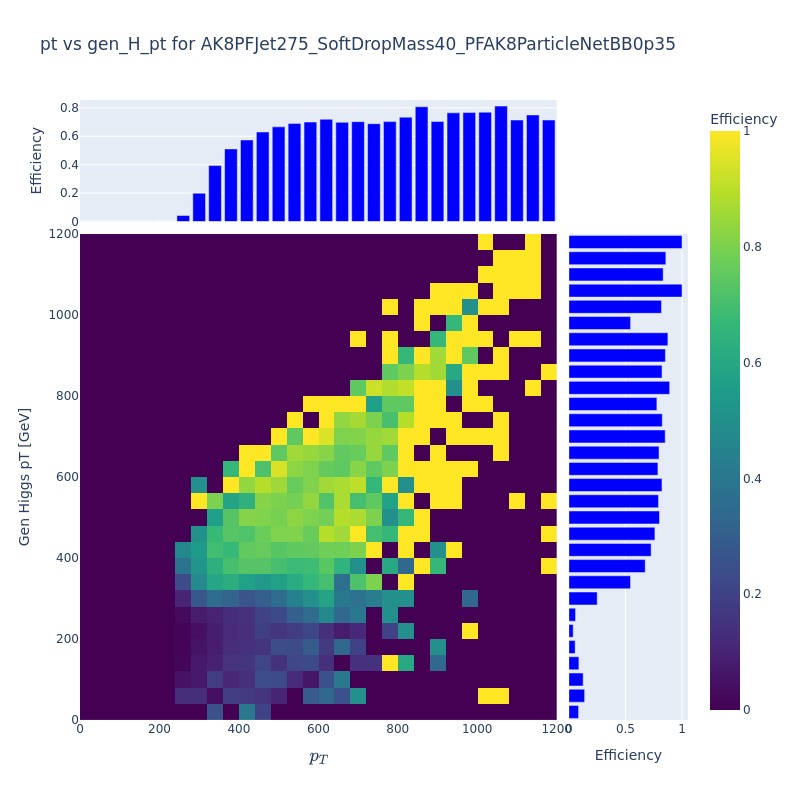 pt vs gen_H_pt for AK8PFJet275_SoftDropMass40_PFAK8ParticleNetBB0p35
Efficiency
0.8
0.6
0.4
0.2
0
Efficiency
1
0.8
0.6
0.4
0.2
0
Gen Higgs pT [GeV]
1200
1000
800
600
400
200
0
0 200 400 600 800 1000 1200
p_T
0 0.5 1
Efficiency